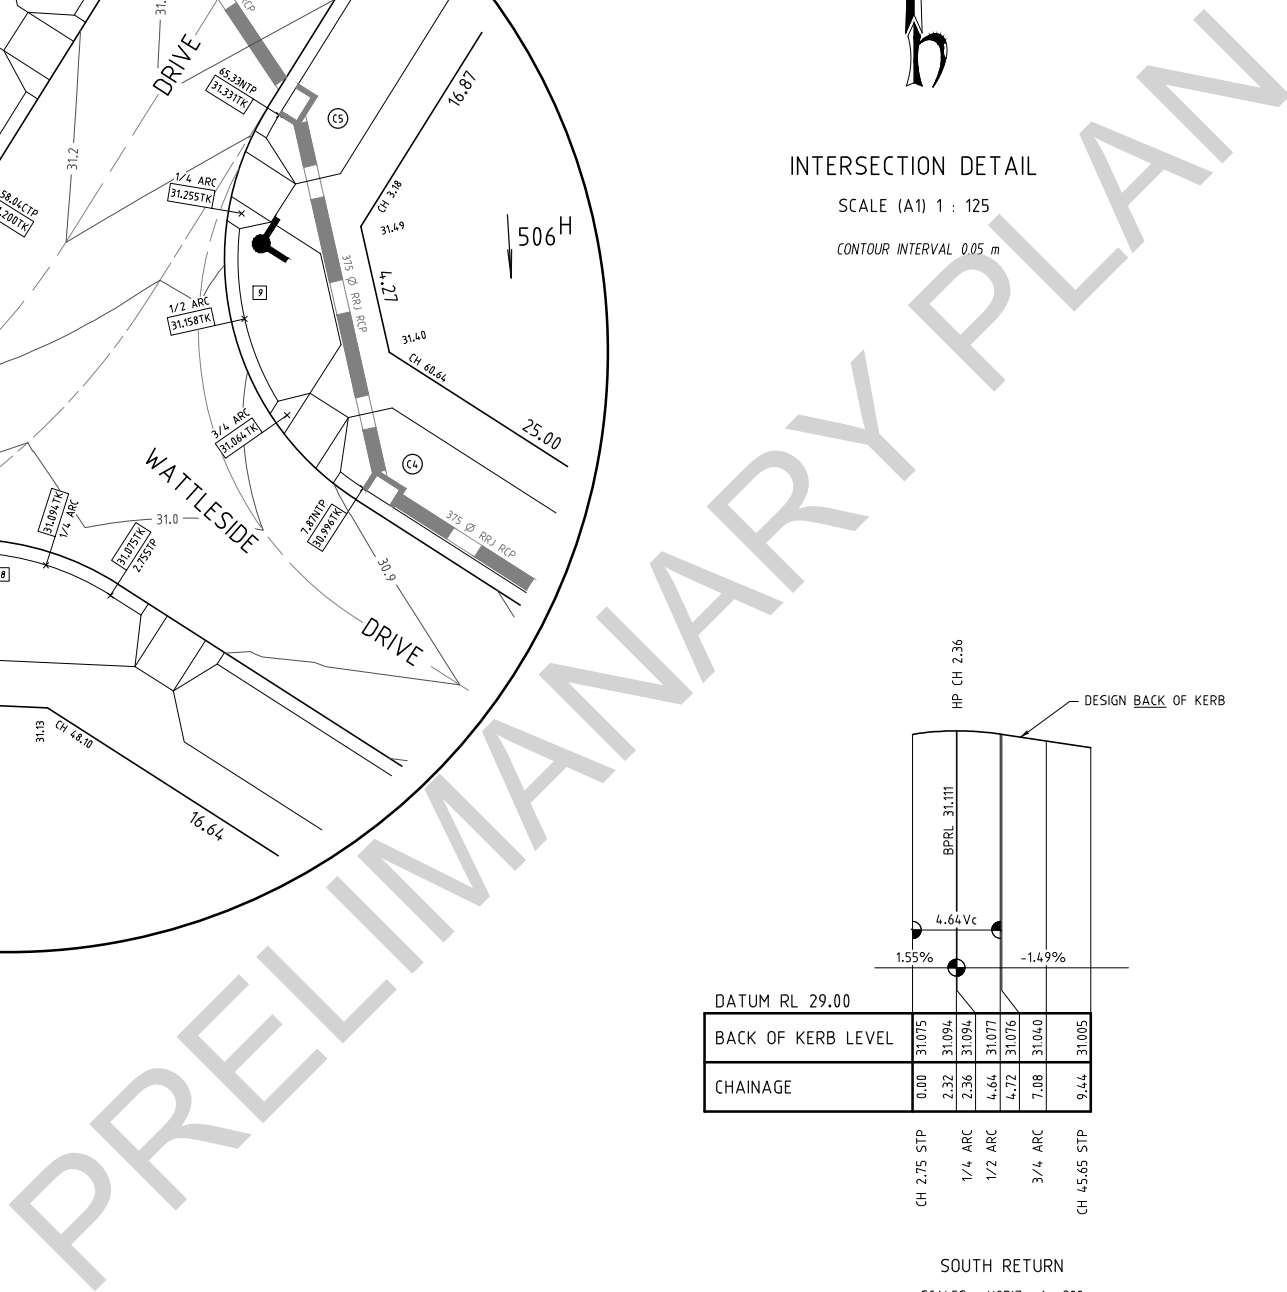 DRIVE
65.33NTP
31.331TK
C5
16.87
31.2
1/4 ARC
31.255TK
58.04CTP
CH 3.18
31.49
506H
375 Ø RRJ RCP
4.27
9
1/2 ARC
31.158TK
31.40
CH 60.64
25.00
3/4 ARC
31.064TK
C4
WATTLESIDE
DRIVE
31.094TK
1/4 ARC
31.0
31.075TK
2.75STP
7.87NTP
30.996TK
375 Ø RRJ RCP
30.9
8
31.13
CH 48.10
16.64
INTERSECTION DETAIL
SCALE (A1) 1 : 125
CONTOUR INTERVAL 0.05 m
PRELIMANARY PLAN
HP CH 2.36
DESIGN BACK OF KERB
BPRL 31.111
4.64Vc
1.55%
-1.49%
DATUM RL 29.00
BACK OF KERB LEVEL 31.075 31.094 31.094 31.077 31.076 31.040 31.005
CHAINAGE 0.00 2.32 2.36 4.64 4.72 7.08 9.44
CH 2.75 STP
1/4 ARC
1/2 ARC
3/4 ARC
CH 45.65 STP
SOUTH RETURN